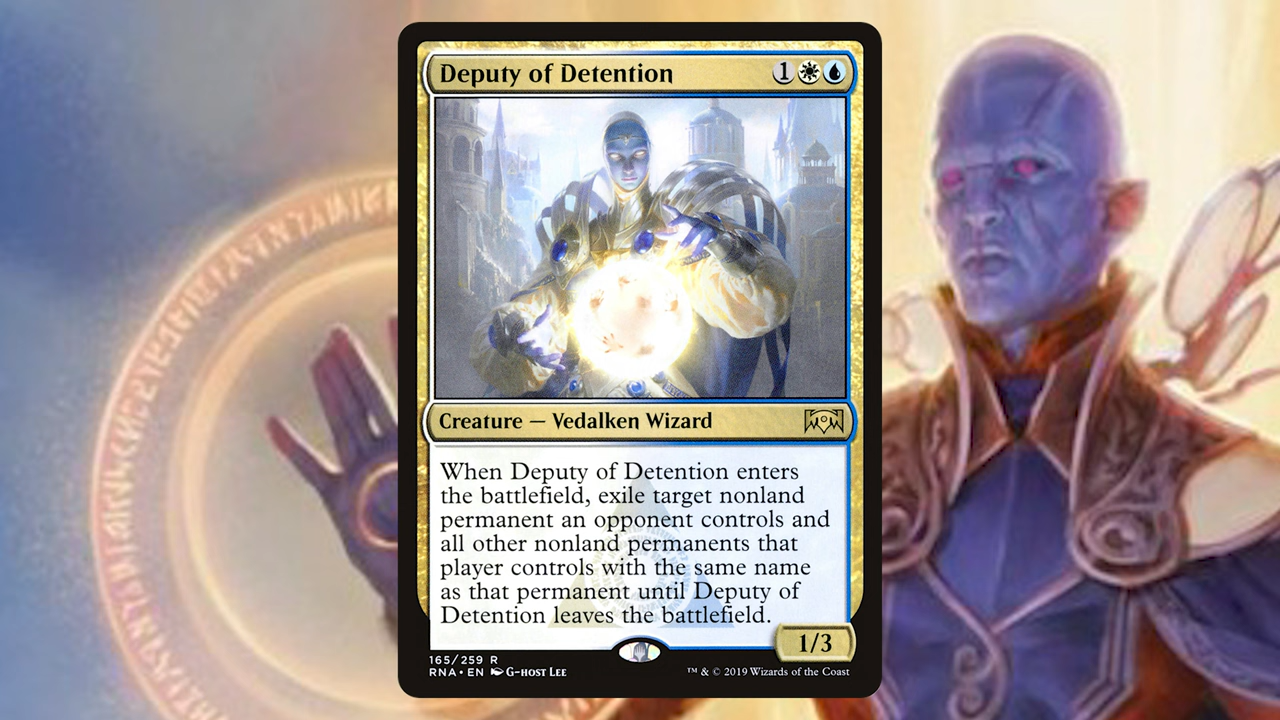 Deputy of Detention
1
Creature — Vedalken Wizard
When Deputy of Detention enters
the battlefield, exile target nonland
permanent an opponent controls and
all other nonland permanents that
player controls with the same name
as that permanent until Deputy of
Detention leaves the battlefield.
1/3
165/259 R
RNA • EN G-host Lee
™ & © 2019 Wizards of the Coast